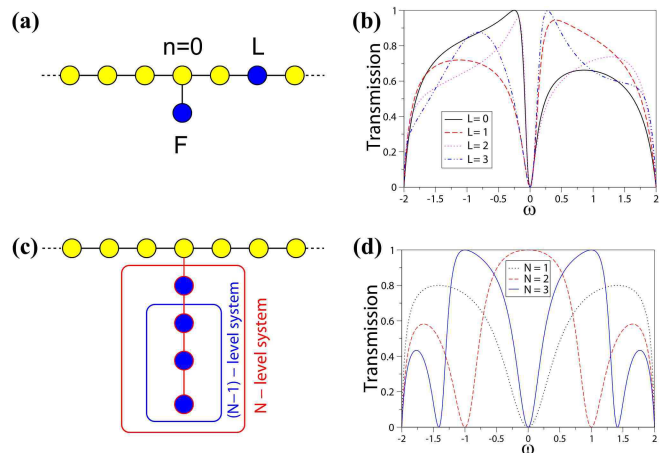 (a)
n=0
L
F
(b)
Transmission
1
0.8
0.6
0.4
0.2
0
L= 0
L= 1
L= 2
L= 3
-2 -1.5 -1 -0.5 0 0.5 1 1.5 2
ω
(c)
(N−1) − level system
N − level system
(d)
Transmission
1
0.8
0.6
0.4
0.2
0
N = 1
N = 2
N = 3
-2 -1.5 -1 -0.5 0 0.5 1 1.5 2
ω